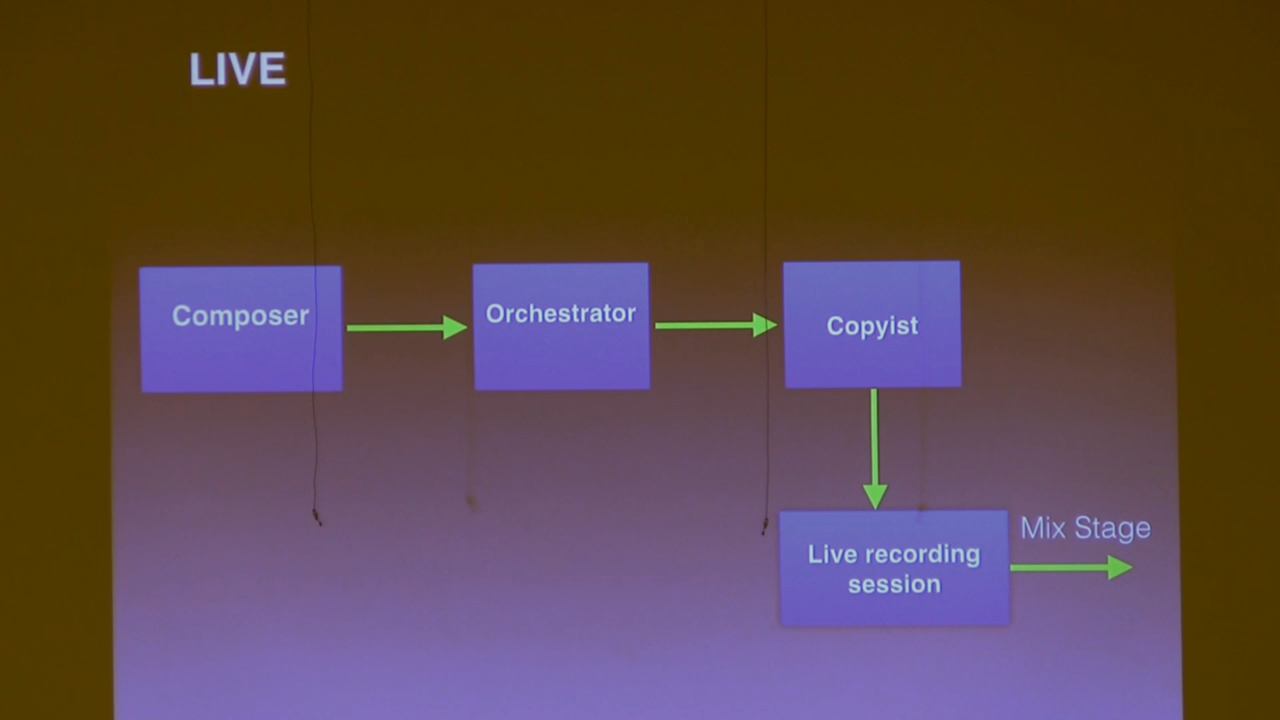 LIVE
Composer
Orchestrator
Copyist
Live recording
session
Mix Stage